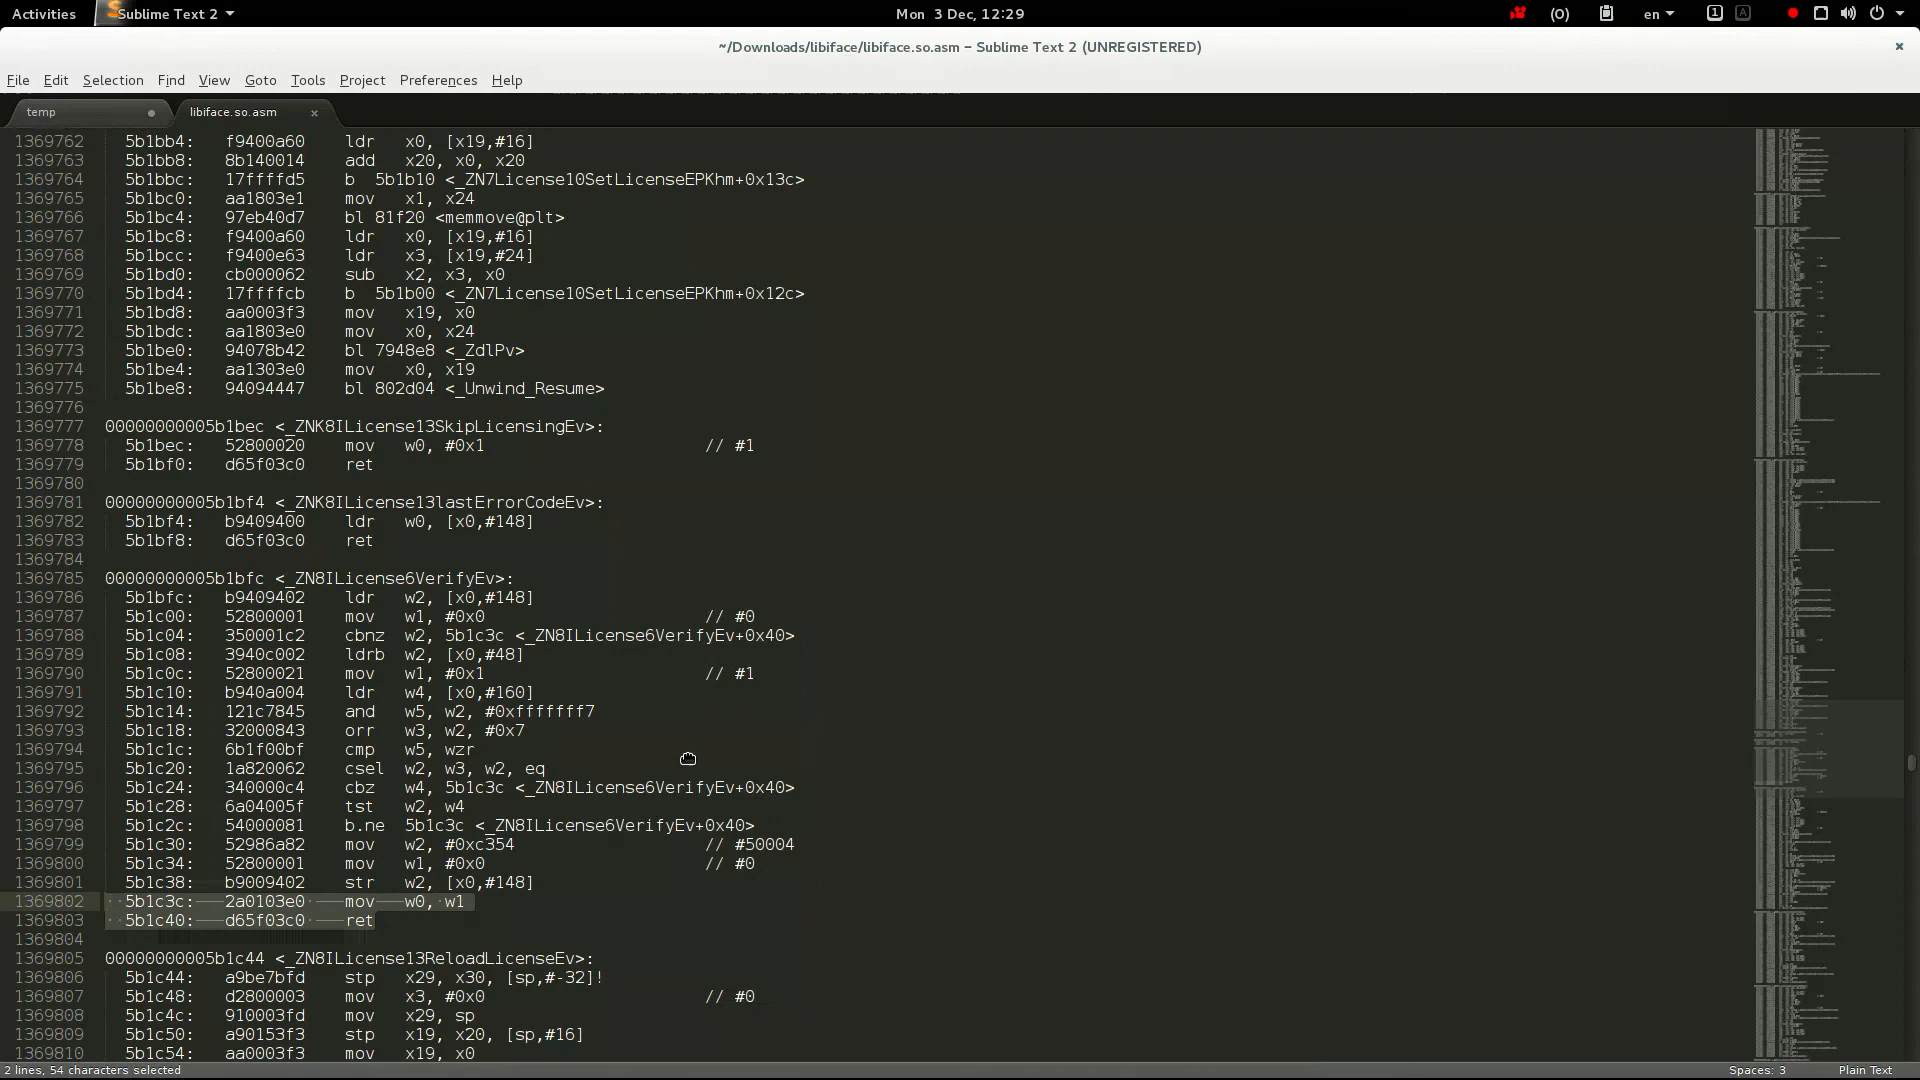 Activities Sublime Text 2 Mon 3 Dec, 12:29 (0) en 1 A
~/Downloads/libiface/libiface.so.asm – Sublime Text 2 (UNREGISTERED) ×
File Edit Selection Find View Goto Tools Project Preferences Help
temp libiface.so.asm ×
1369762 5b1bb4: f9400a60 ldr x0, [x19,#16]
1369763 5b1bb8: 8b140014 add x20, x0, x20
1369764 5b1bbc: 17ffffd5 b 5b1b10 <_ZN7License10SetLicenseEPKhm+0x13c>
1369765 5b1bc0: aa1803e1 mov x1, x24
1369766 5b1bc4: 97eb40d7 bl 81f20 <memmove@plt>
1369767 5b1bc8: f9400a60 ldr x0, [x19,#16]
1369768 5b1bcc: f9400e63 ldr x3, [x19,#24]
1369769 5b1bd0: cb000062 sub x2, x3, x0
1369770 5b1bd4: 17ffffcb b 5b1b00 <_ZN7License10SetLicenseEPKhm+0x12c>
1369771 5b1bd8: aa0003f3 mov x19, x0
1369772 5b1bdc: aa1803e0 mov x0, x24
1369773 5b1be0: 94078b42 bl 7948e8 <_ZdlPv>
1369774 5b1be4: aa1303e0 mov x0, x19
1369775 5b1be8: 94094447 bl 802d04 <_Unwind_Resume>
1369776
1369777 00000000005b1bec <_ZNK8ILicense13SkipLicensingEv>:
1369778 5b1bec: 52800020 mov w0, #0x1 // #1
1369779 5b1bf0: d65f03c0 ret
1369780
1369781 00000000005b1bf4 <_ZNK8ILicense13lastErrorCodeEv>:
1369782 5b1bf4: b9409400 ldr w0, [x0,#148]
1369783 5b1bf8: d65f03c0 ret
1369784
1369785 00000000005b1bfc <_ZN8ILicense6VerifyEv>:
1369786 5b1bfc: b9409402 ldr w2, [x0,#148]
1369787 5b1c00: 52800001 mov w1, #0x0 // #0
1369788 5b1c04: 350001c2 cbnz w2, 5b1c3c <_ZN8ILicense6VerifyEv+0x40>
1369789 5b1c08: 3940c002 ldrb w2, [x0,#48]
1369790 5b1c0c: 52800021 mov w1, #0x1 // #1
1369791 5b1c10: b940a004 ldr w4, [x0,#160]
1369792 5b1c14: 121c7845 and w5, w2, #0xfffffff7
1369793 5b1c18: 32000843 orr w3, w2, #0x7
1369794 5b1c1c: 6b1f00bf cmp w5, wzr
1369795 5b1c20: 1a820062 csel w2, w3, w2, eq
1369796 5b1c24: 340000c4 cbz w4, 5b1c3c <_ZN8ILicense6VerifyEv+0x40>
1369797 5b1c28: 6a04005f tst w2, w4
1369798 5b1c2c: 54000081 b.ne 5b1c3c <_ZN8ILicense6VerifyEv+0x40>
1369799 5b1c30: 52986a82 mov w2, #0xc354 // #50004
1369800 5b1c34: 52800001 mov w1, #0x0 // #0
1369801 5b1c38: b9009402 str w2, [x0,#148]
1369802 5b1c3c: 2a0103e0 mov w0, w1
1369803 5b1c40: d65f03c0 ret
1369804
1369805 00000000005b1c44 <_ZN8ILicense13ReloadLicenseEv>:
1369806 5b1c44: a9be7bfd stp x29, x30, [sp,#-32]!
1369807 5b1c48: d2800003 mov x3, #0x0 // #0
1369808 5b1c4c: 910003fd mov x29, sp
1369809 5b1c50: a90153f3 stp x19, x20, [sp,#16]
1369810 5b1c54: aa0003f3 mov x19, x0
2 lines, 54 characters selected Spaces: 3 Plain Text